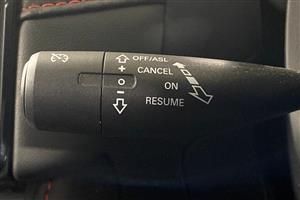 OFF/ASL
+ CANCEL
O ON
− RESUME